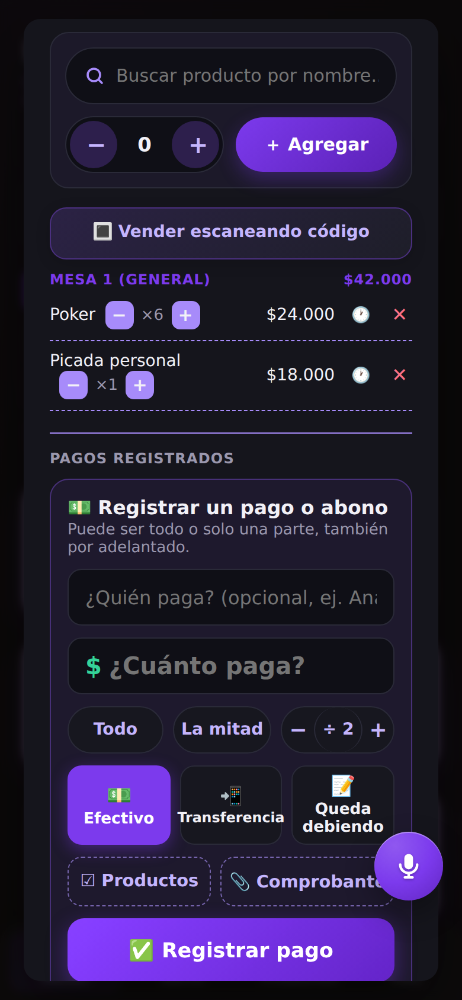 Buscar producto por nombre..
− 0 + + Agregar
🔳 Vender escaneando código
MESA 1 (GENERAL) $42.000
Poker − ×6 + $24.000 🕐 ✕
Picada personal
− ×1 + $18.000 🕐 ✕
PAGOS REGISTRADOS
💵 Registrar un pago o abono
Puede ser todo o solo una parte, también
por adelantado.
¿Quién paga? (opcional, ej. Ana
$ ¿Cuánto paga?
Todo La mitad − ÷ 2 +
💵 Efectivo
📲 Transferencia
📝 Queda
debiendo
☑ Productos 📎 Comprobante
✅ Registrar pago